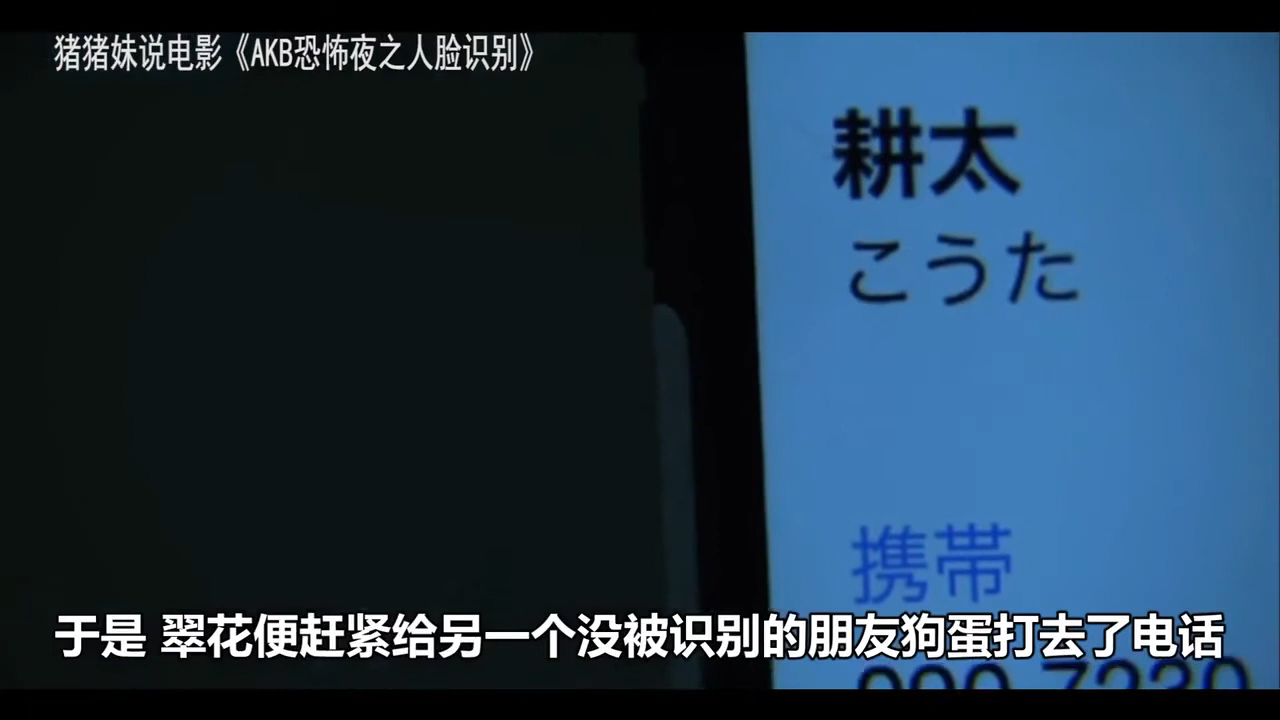 猪猪妹说电影《AKB恐怖夜之人脸识别》
耕太
こうた
携帯
于是 翠花便赶紧给另一个没被识别的朋友狗蛋打去了电话